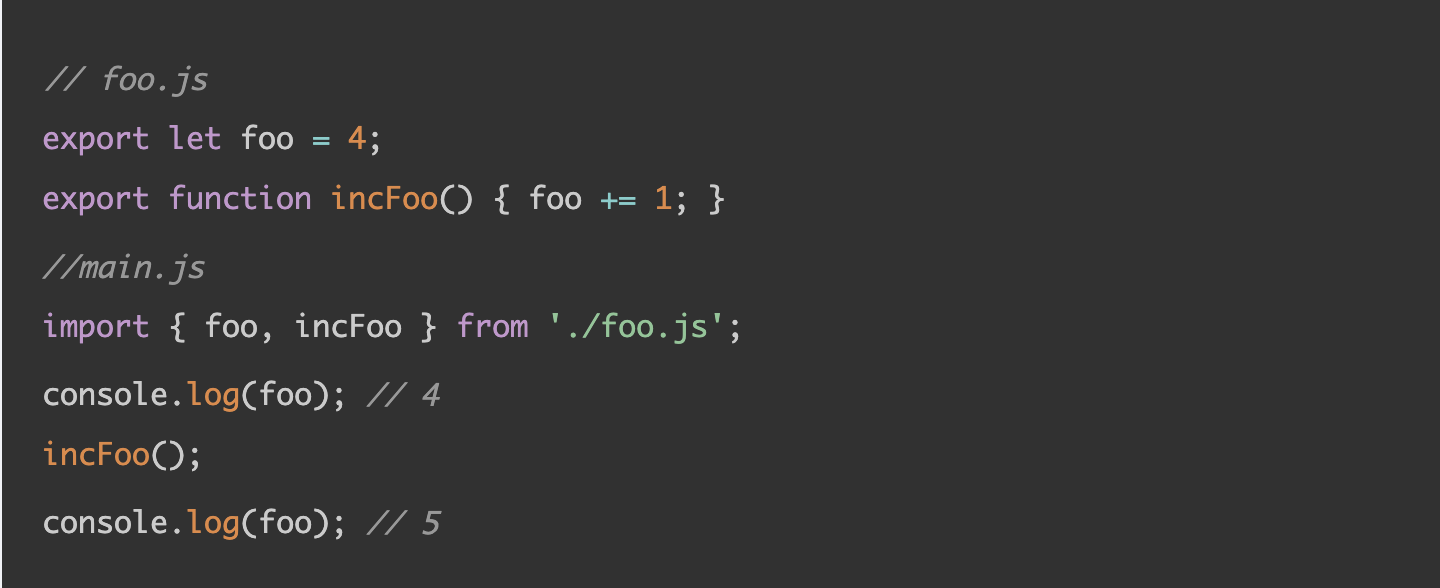 // foo.js
export let foo = 4;
export function incFoo() { foo += 1; }
//main.js
import { foo, incFoo } from './foo.js';
console.log(foo); // 4
incFoo();
console.log(foo); // 5